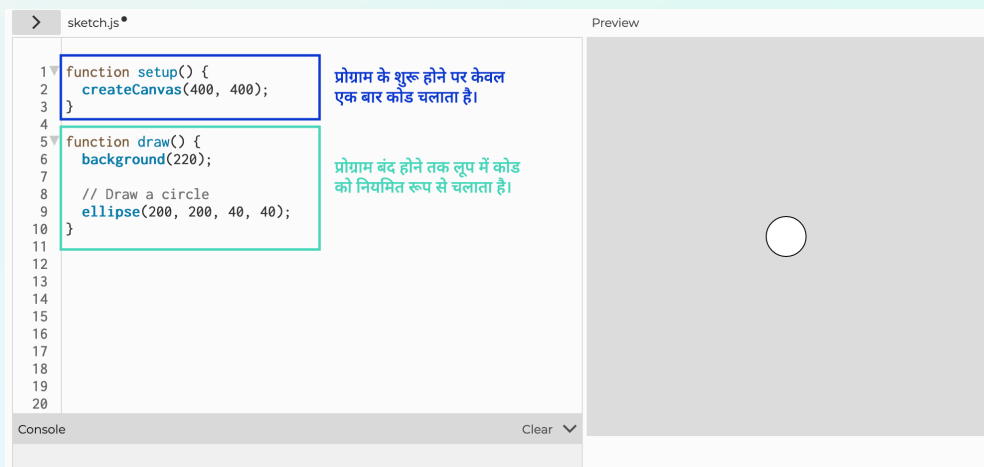 sketch.js
Preview
1 function setup() {
2 createCanvas(400, 400);
3 }
प्रोग्राम के शुरू होने पर केवल
एक बार कोड चलाता है।
4
5 function draw() {
6 background(220);
7
8 // Draw a circle
9 ellipse(200, 200, 40, 40);
10 }
प्रोग्राम बंद होने तक लूप में कोड
को नियमित रूप से चलाता है।
11
12
13
14
15
16
17
18
19
20
Console
Clear